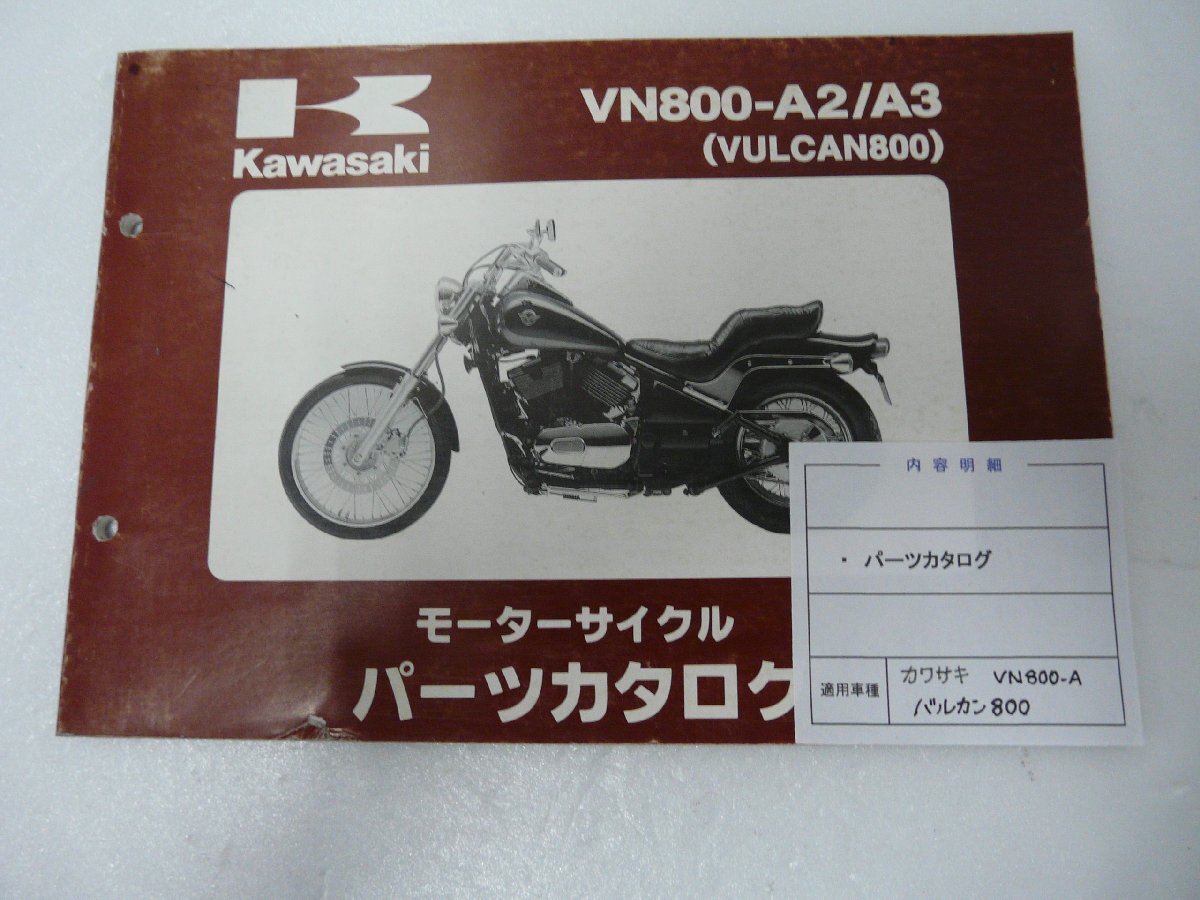 Kawasaki
VN800-A2/A3
(VULCAN800)
モーターサイクル
パーツカタログ
内容明細
・ パーツカタログ
適用車種
カワサキ VN800-A
バルカン800